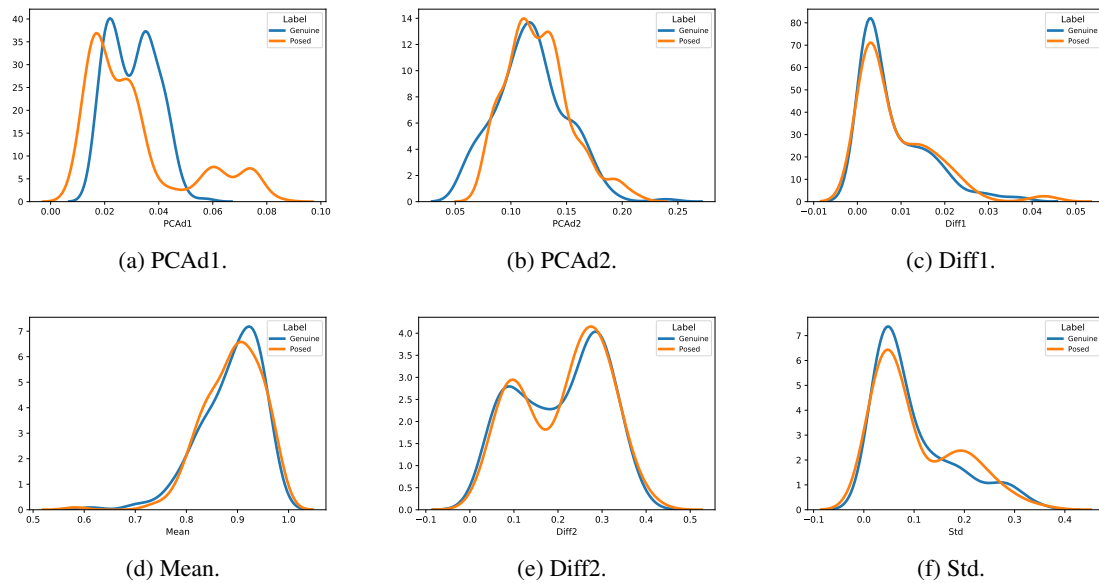 40
35
30
25
20
15
10
5
0
0.00 0.02 0.04 0.06 0.08 0.10
PCAd1
Label
Genuine
Posed
(a) PCAd1.
14
12
10
8
6
4
2
0
0.05 0.10 0.15 0.20 0.25
PCAd2
Label
Genuine
Posed
(b) PCAd2.
80
70
60
50
40
30
20
10
0
−0.01 0.00 0.01 0.02 0.03 0.04 0.05
Diff1
Label
Genuine
Posed
(c) Diff1.
7
6
5
4
3
2
1
0
0.5 0.6 0.7 0.8 0.9 1.0
Mean
Label
Genuine
Posed
(d) Mean.
4.0
3.5
3.0
2.5
2.0
1.5
1.0
0.5
0.0
−0.1 0.0 0.1 0.2 0.3 0.4 0.5
Diff2
Label
Genuine
Posed
(e) Diff2.
7
6
5
4
3
2
1
0
−0.1 0.0 0.1 0.2 0.3 0.4
Std
Label
Genuine
Posed
(f) Std.